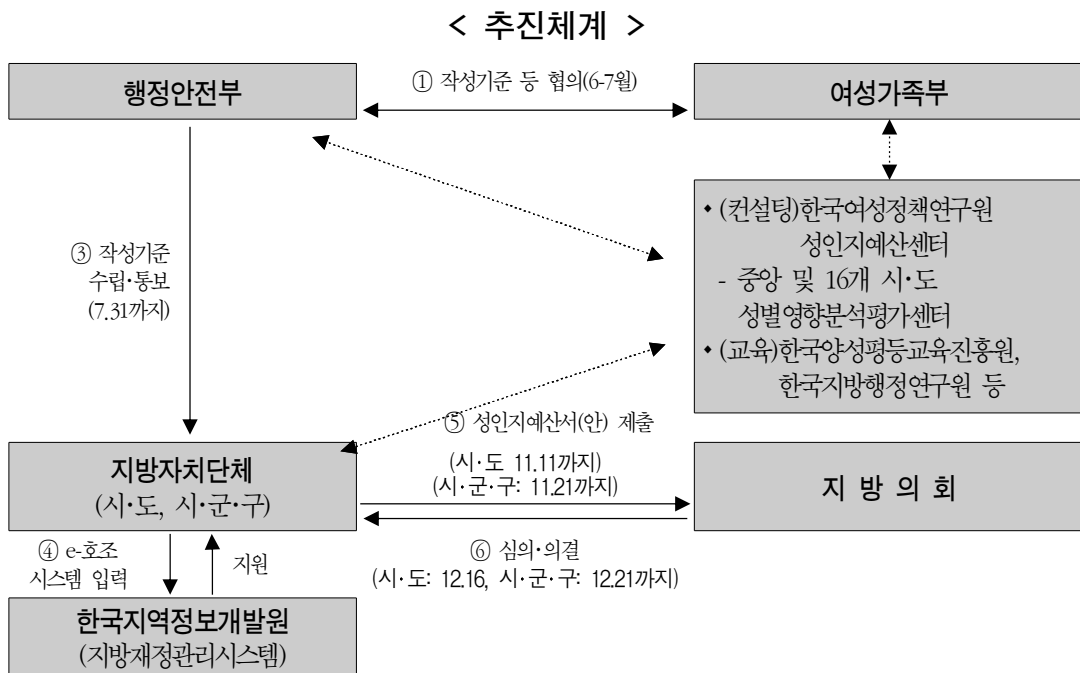 < 추진체계 >
행정안전부
① 작성기준 등 협의(6-7월)
여성가족부
③ 작성기준
수립·통보
(7.31까지)
◆ (컨설팅)한국여성정책연구원
성인지예산센터
- 중앙 및 16개 시·도
성별영향분석평가센터
◆ (교육)한국양성평등교육진흥원,
한국지방행정연구원 등
⑤ 성인지예산서(안) 제출
(시·도 11.11까지)
(시·군·구: 11.21까지)
지방자치단체
(시·도, 시·군·구)
지 방 의 회
④ e-호조
시스템 입력
지원
⑥ 심의·의결
(시·도: 12.16, 시·군·구: 12.21까지)
한국지역정보개발원
(지방재정관리시스템)